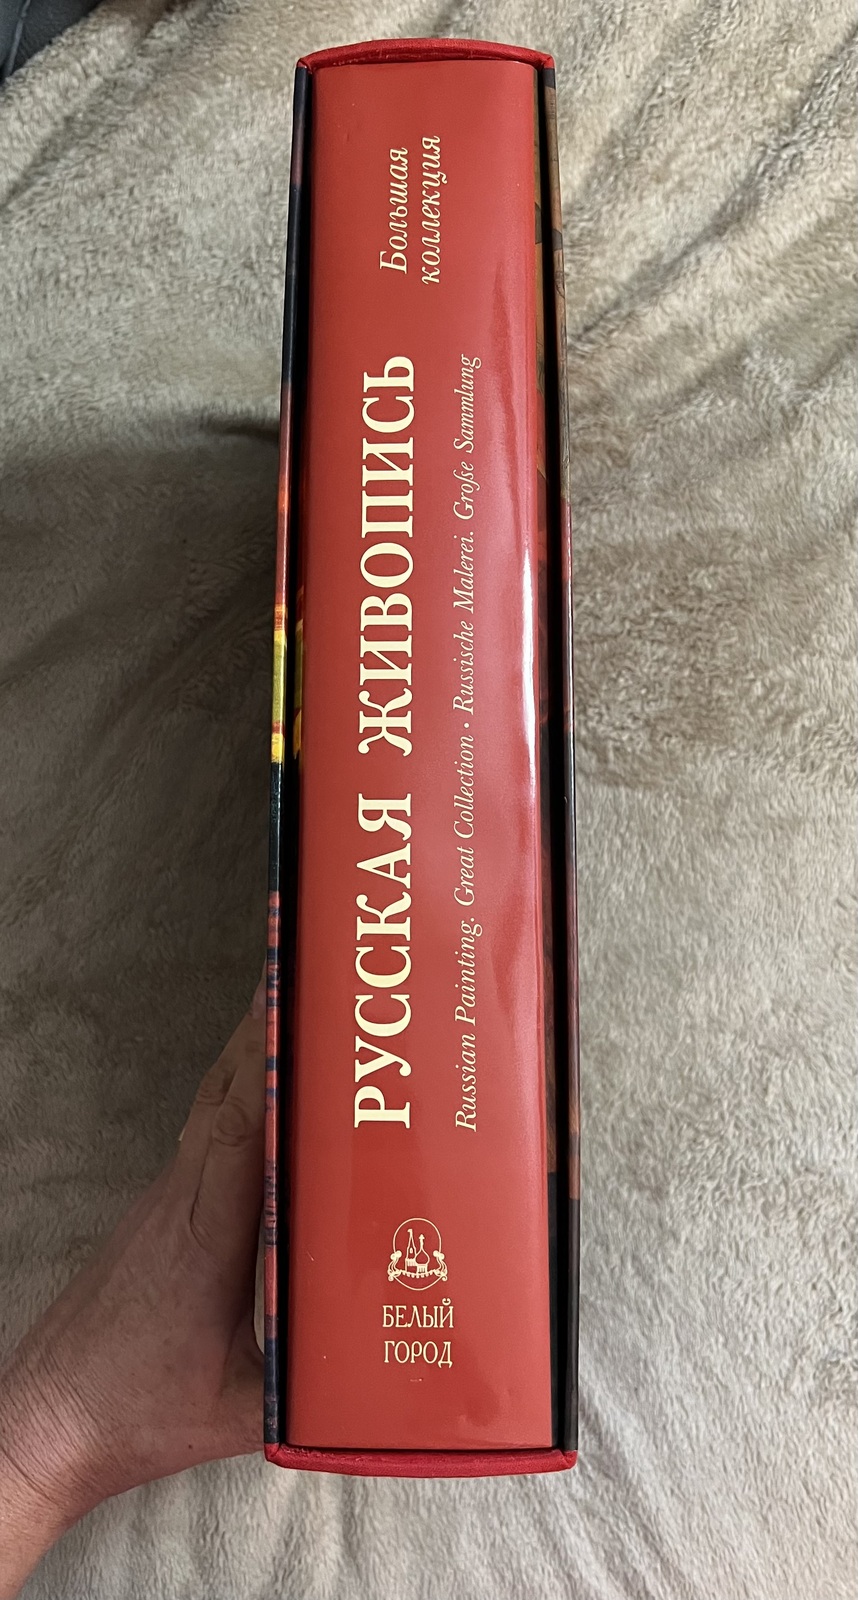 Большая
коллекция
РУССКАЯ ЖИВОПИСЬ
Russian Painting. Great Collection • Russische Malerei. Große Sammlung
БЕЛЫЙ
ГОРОД